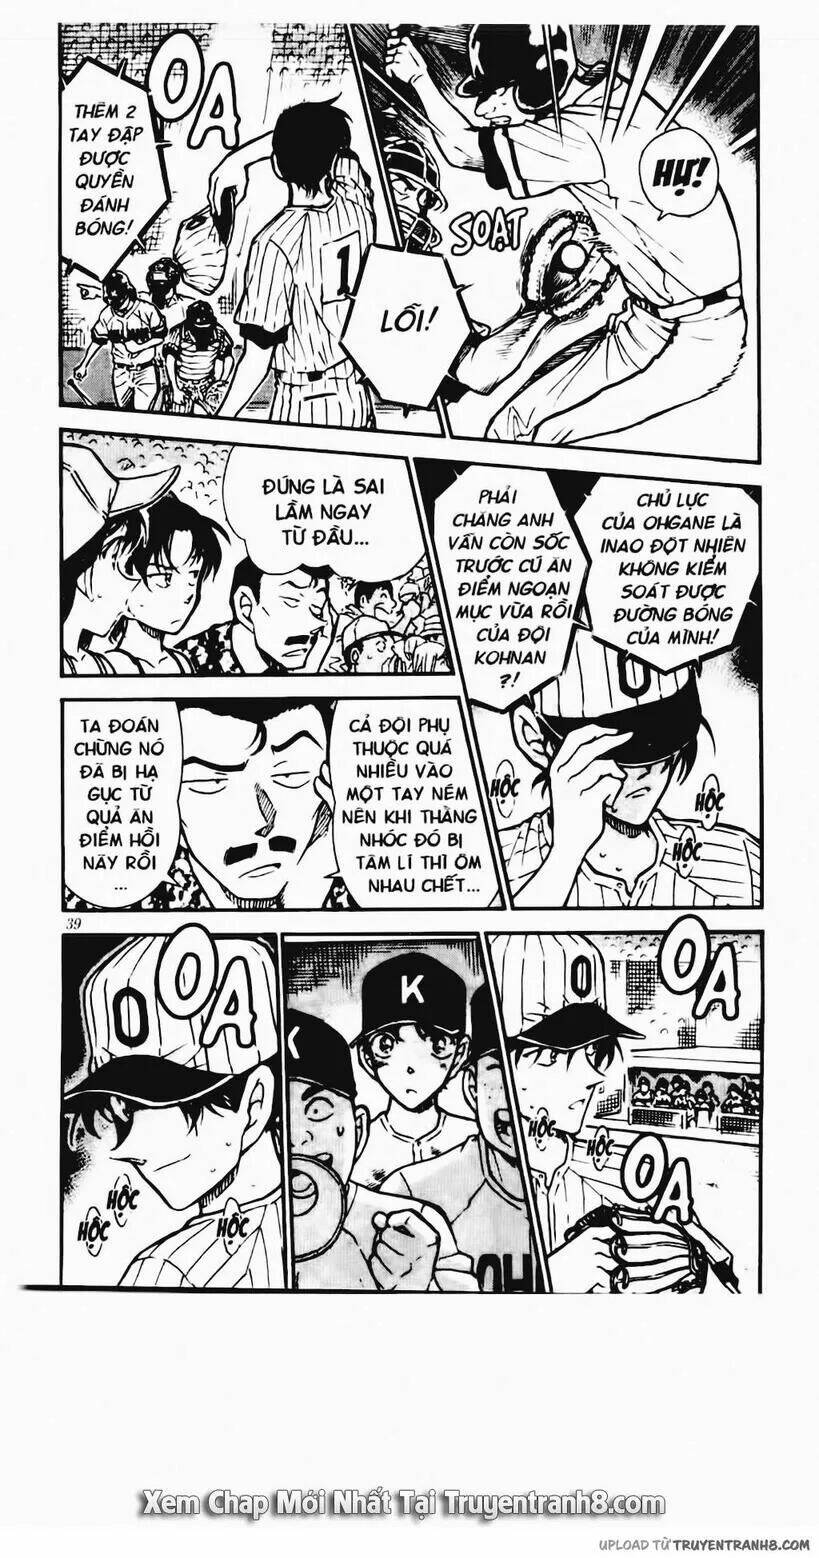 HỰ!
SOẠT
LỒI!
OA
THÊM 2
TAY ĐẬP
ĐƯỢC
QUYỀN
ĐÁNH
BÓNG!
1
CHỦ LỰC
CỦA OHGANE LÀ
INAO ĐỘT NHIÊN
KHÔNG KIỂM
SOÁT ĐƯỢC
ĐƯỜNG BÓNG
CỦA MÌNH!
PHẢI
CHĂNG ANH
VẪN CÒN SỐC
TRƯỚC CÚ ĂN
ĐIỂM NGOẠN
MỤC VỪA RỒI
CỦA ĐỘI
KOHNAN
?!
O
HỘC
HỘC
HỘC
ĐÚNG LÀ SAI
LẦM NGAY
TỪ ĐẦU...
CẢ ĐỘI PHỤ
THUỘC QUÁ
NHIỀU VÀO
MỘT TAY NÉM
NÊN KHI THẰNG
NHÓC ĐÓ BỊ
TÂM LÍ THÌ ÔM
NHAU CHẾT...
TA ĐOÁN
CHỪNG NÓ
ĐÃ BỊ HẠ
GỤC TỪ
QUẢ ĂN
ĐIỂM HỒI
NÃY RỒI
...
39
OA
O
HỘC
HỘC
OA
K
K
OH
OA
O
HỘC
HỘC
HỘC
Xem Chap Mới Nhất Tại Truyentranh8.com
UPLOAD TỪ TRUYENTRANH8.COM